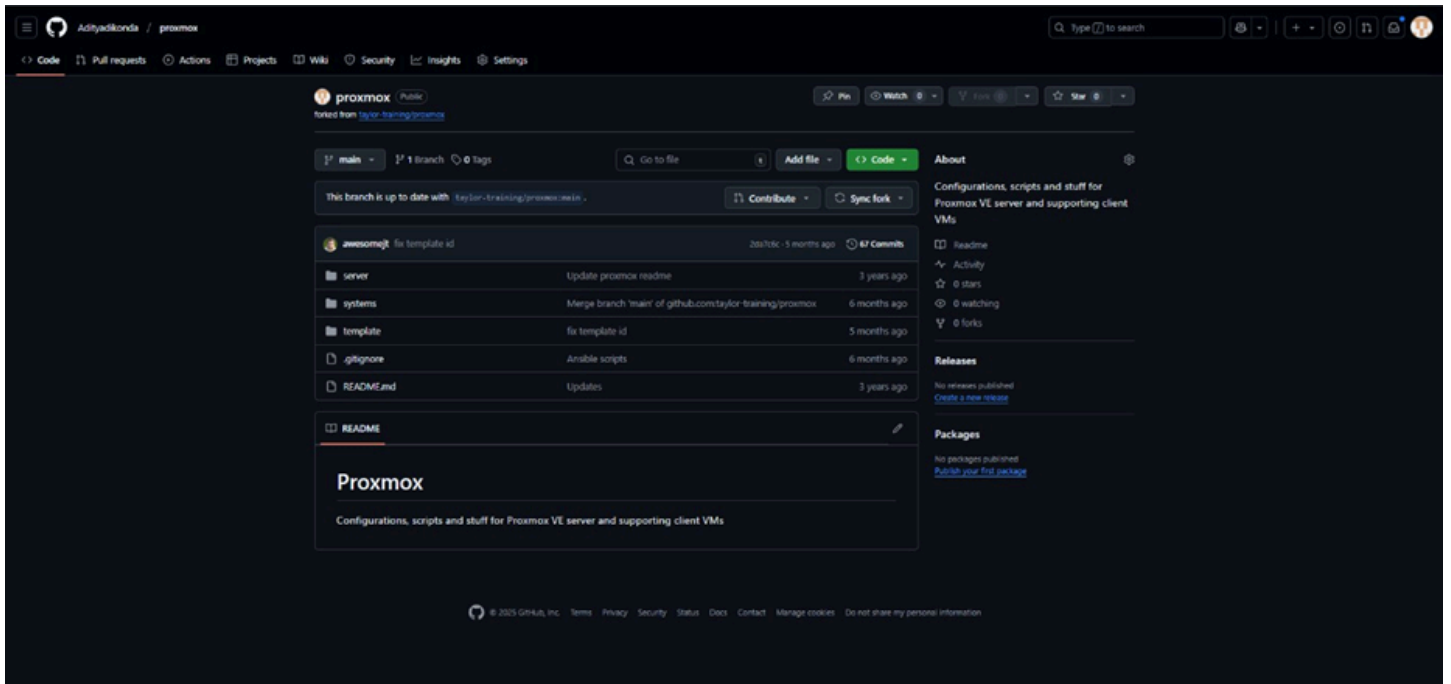 Adityadikonda / proxmox
Type / to search
Code Pull requests Actions Projects Wiki Security Insights Settings
proxmox Public
Pin Watch 0 Fork 0 Star 0
forked from taylor-training/proxmox
main 1 Branch 0 Tags
Go to file t Add file Code
This branch is up to date with taylor-training/proxmox:main .
Contribute Sync fork
awesomejt fix template id 5 months ago 67 Commits
server Update proxmox readme 3 years ago
systems Merge branch 'main' of github.com:taylor-training/proxmox 6 months ago
template fix template id 5 months ago
.gitignore Ansible scripts 6 months ago
README.md Updates 3 years ago
README
Proxmox
Configurations, scripts and stuff for Proxmox VE server and supporting client VMs
About
Configurations, scripts and stuff for
Proxmox VE server and supporting client
VMs
Readme
Activity
0 stars
0 watching
0 forks
Releases
No releases published
Create a new release
Packages
No packages published
Publish your first package
© 2025 GitHub, Inc. Terms Privacy Security Status Docs Contact Manage cookies Do not share my personal information